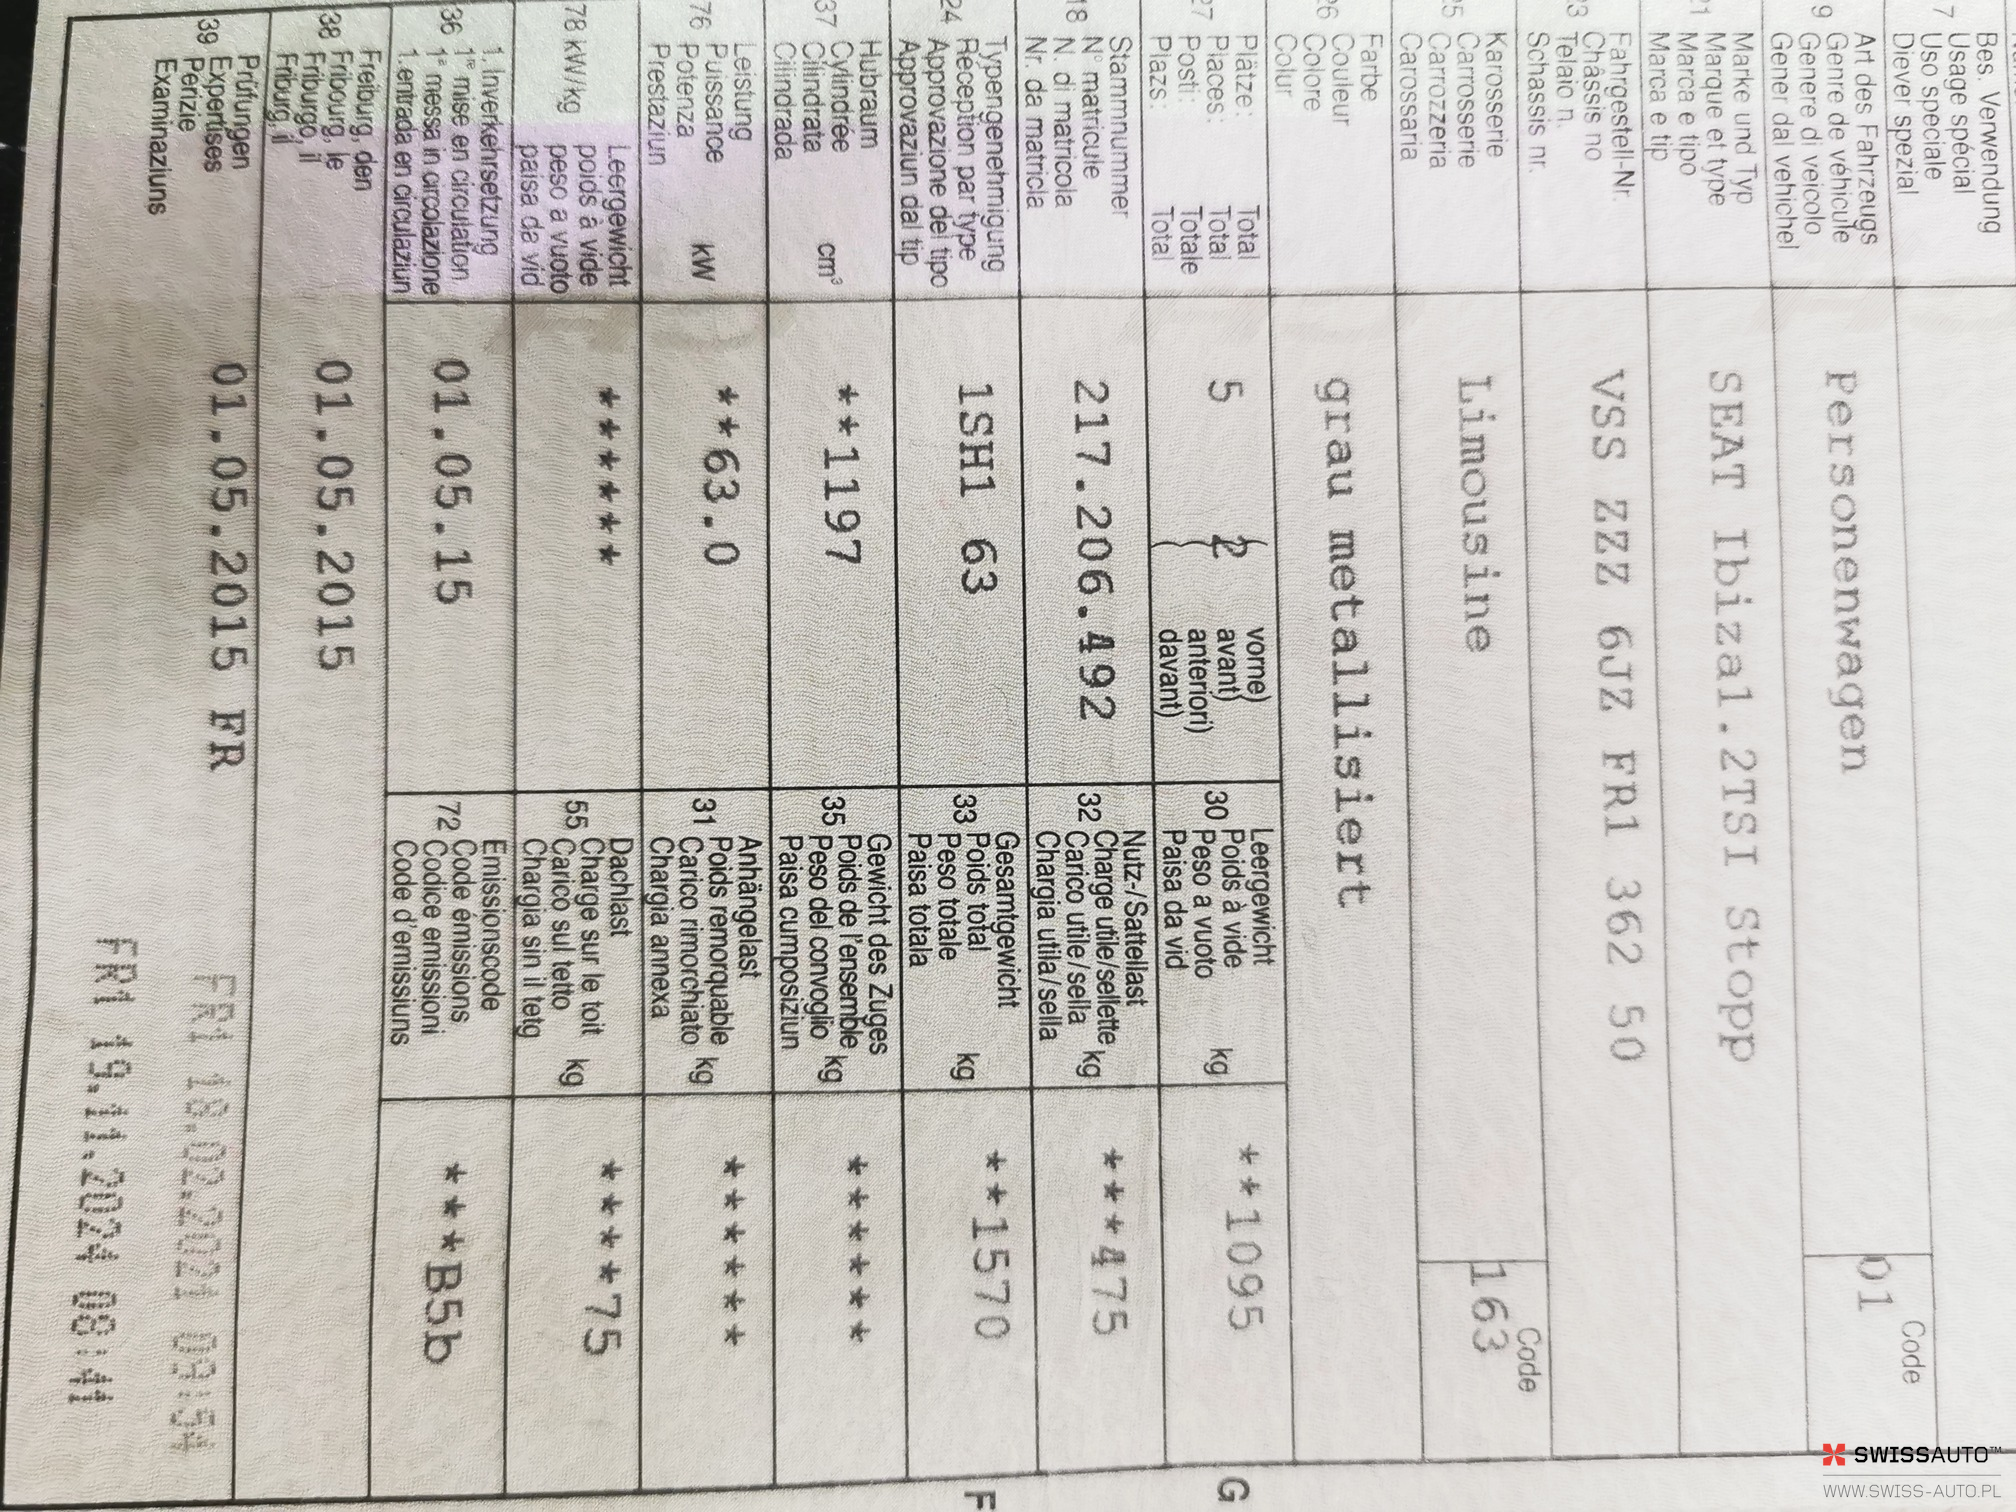 Bes. Verwendung
7 Usage spécial
Uso speciale
Diever spezial
Art des Fahrzeugs
Genre de véhicule
9 Genere di veicolo
Gener dal vehichel
Personenwagen
Code
01
Marke und Typ
Marque et type
21 Marca e tipo
Marca e tip
SEAT Ibiza1.2TSI Stopp
Fahrgestell-Nr.
Châssis no
23 Telaio n.
Schassis nr.
VSS ZZZ 6JZ FR1 362 50
Karosserie
Carrosserie
25 Carrozzeria
Carossaria
Limousine
Code
163
Farbe
Couleur
26 Colore
Colur
grau metallisiert
Plätze: Total
Places: Total
27 Posti: Totale
Plazs: Total
5
2
vorne)
avant)
anteriori)
davant)
Leergewicht
Poids à vide
30 Peso a vuoto kg
Paisa da vid
**1095
G
Stammnummer
N° matricule
18 N. di matricola
Nr. da matricla
217.206.492
Nutz-/Sattellast
Charge utile/sellette
32 Carico utile/sella kg
Chargia utila/sella
***475
Typengenehmigung
Réception par type
24 Approvazione del tipo
Approvaziun dal tip
1SH1 63
Gesamtgewicht
33 Poids total
Peso totale kg
Paisa totala
**1570
F
Hubraum
Cylindrée
37 Cilindrata cm³
Cilindrada
**1197
Gewicht des Zuges
Poids de l'ensemble
35 Peso del convoglio kg
Paisa cumposiziun
******
Leistung
Puissance
76 Potenza kW
Prestaziun
**63.0
Anhängelast
Poids remorquable
31 Carico rimorchiato kg
Chargia annexa
******
78 kW/kg
Leergewicht
poids à vide
peso a vuoto
paisa da vid
******
Dachlast
Charge sur le toit
55 Carico sul tetto kg
Chargia sin il tetg
****75
1. Inverkehrsetzung
36 1re mise en circulation
1a messa in circolazione
1. entrada en circulaziun
01.05.15
Emissionscode
72 Code émissions
Codice emissioni
Code d'emissiuns
***B5b
Freiburg, den
38 Fribourg, le
Friburgo, il
Friburg, il
01.05.2015
Prüfungen
39 Expertises
Perizie
Examinaziuns
01.05.2015 FR
FR1 18.02.2021
FR1 19.11.2024 08:11
SWISSAUTO™
WWW.SWISS-AUTO.PL